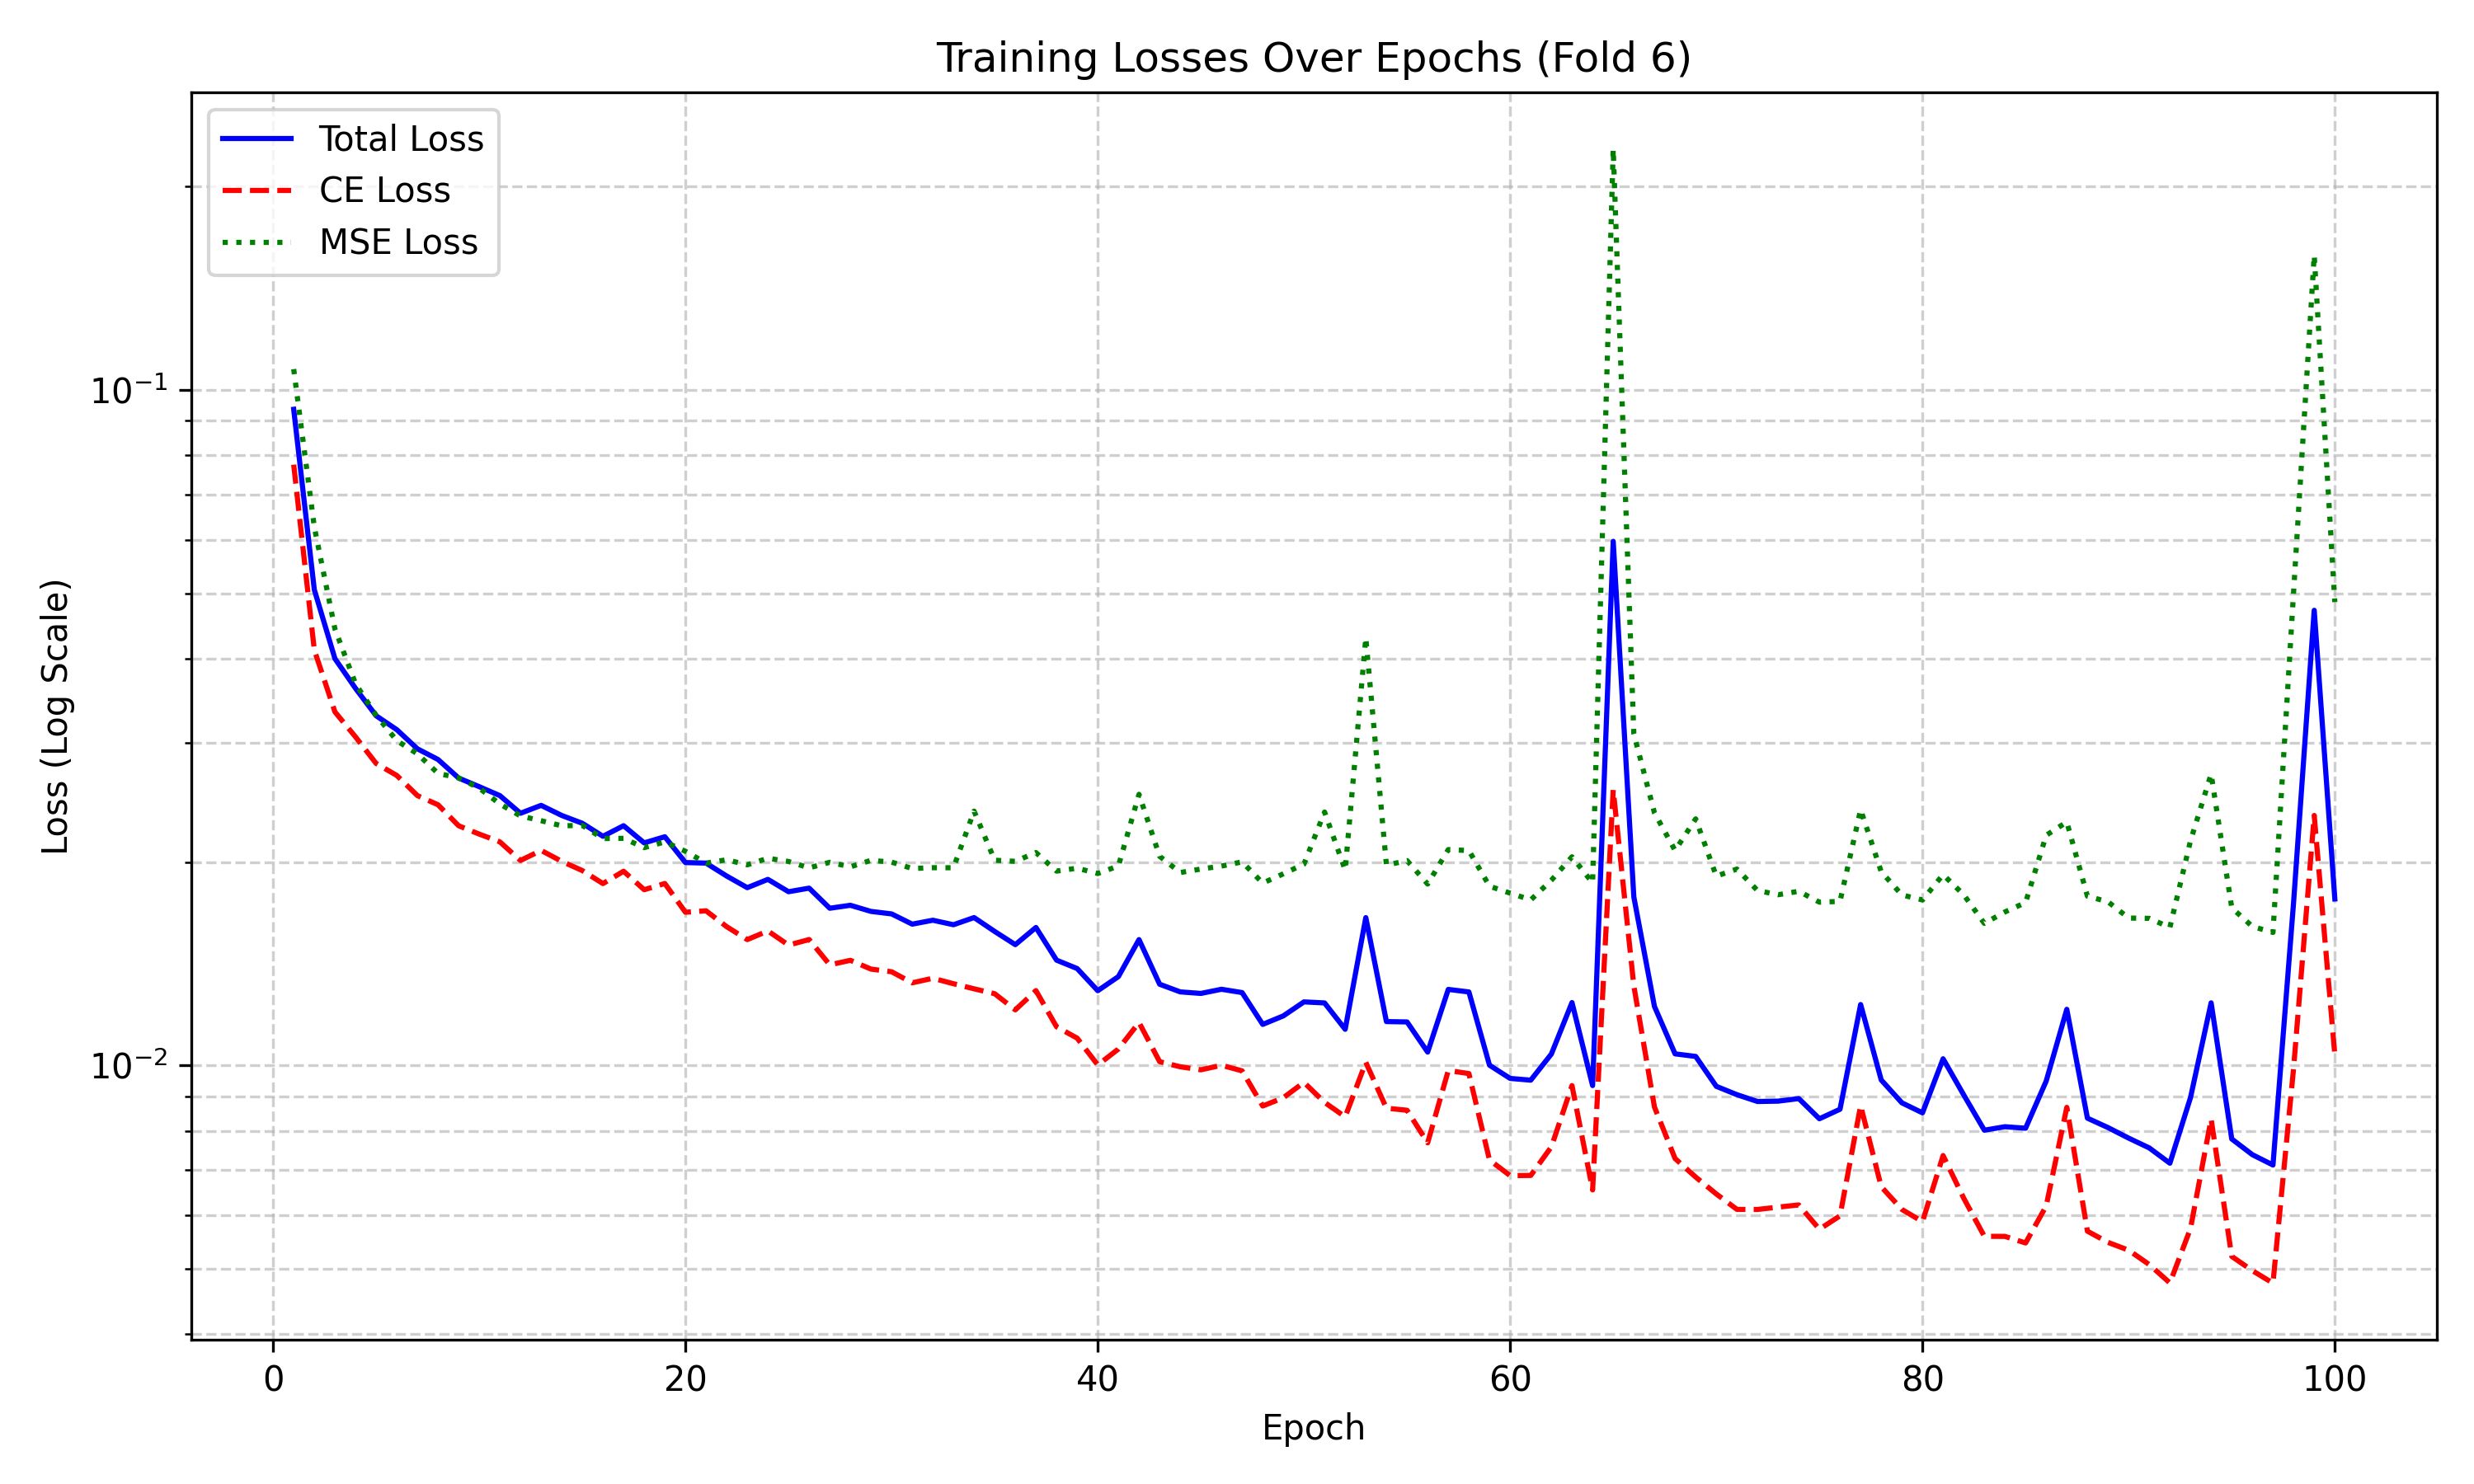 Training Losses Over Epochs (Fold 6)
Total Loss
CE Loss
MSE Loss
Loss (Log Scale)
10⁻¹
10⁻²
0 20 40 60 80 100
Epoch